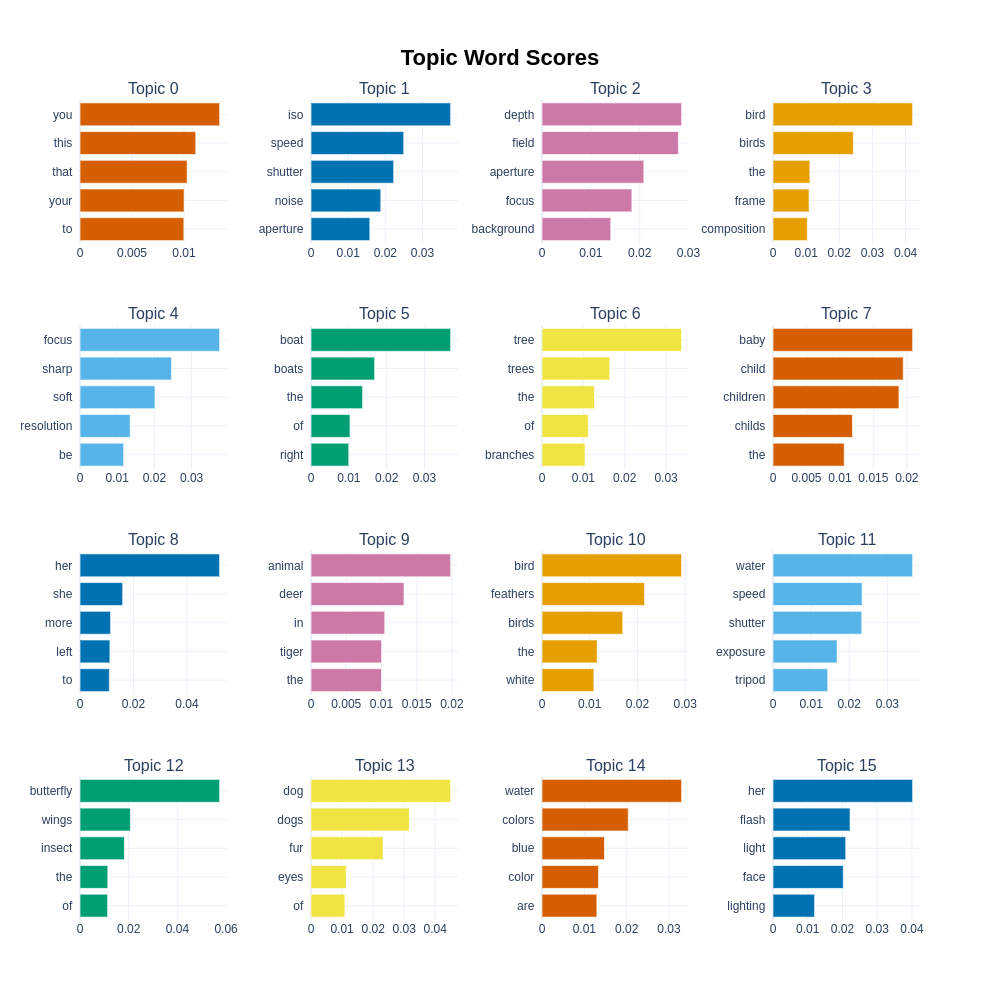 Topic Word Scores
Topic 0
you
this
that
your
to
0 0.005 0.01
Topic 1
iso
speed
shutter
noise
aperture
0 0.01 0.02 0.03
Topic 2
depth
field
aperture
focus
background
0 0.01 0.02 0.03
Topic 3
bird
birds
the
frame
composition
0 0.01 0.02 0.03 0.04
Topic 4
focus
sharp
soft
resolution
be
0 0.01 0.02 0.03
Topic 5
boat
boats
the
of
right
0 0.01 0.02 0.03
Topic 6
tree
trees
the
of
branches
0 0.01 0.02 0.03
Topic 7
baby
child
children
childs
the
0 0.005 0.01 0.015 0.02
Topic 8
her
she
more
left
to
0 0.02 0.04
Topic 9
animal
deer
in
tiger
the
0 0.005 0.01 0.015 0.02
Topic 10
bird
feathers
birds
the
white
0 0.01 0.02 0.03
Topic 11
water
speed
shutter
exposure
tripod
0 0.01 0.02 0.03
Topic 12
butterfly
wings
insect
the
of
0 0.02 0.04 0.06
Topic 13
dog
dogs
fur
eyes
of
0 0.01 0.02 0.03 0.04
Topic 14
water
colors
blue
color
are
0 0.01 0.02 0.03
Topic 15
her
flash
light
face
lighting
0 0.01 0.02 0.03 0.04